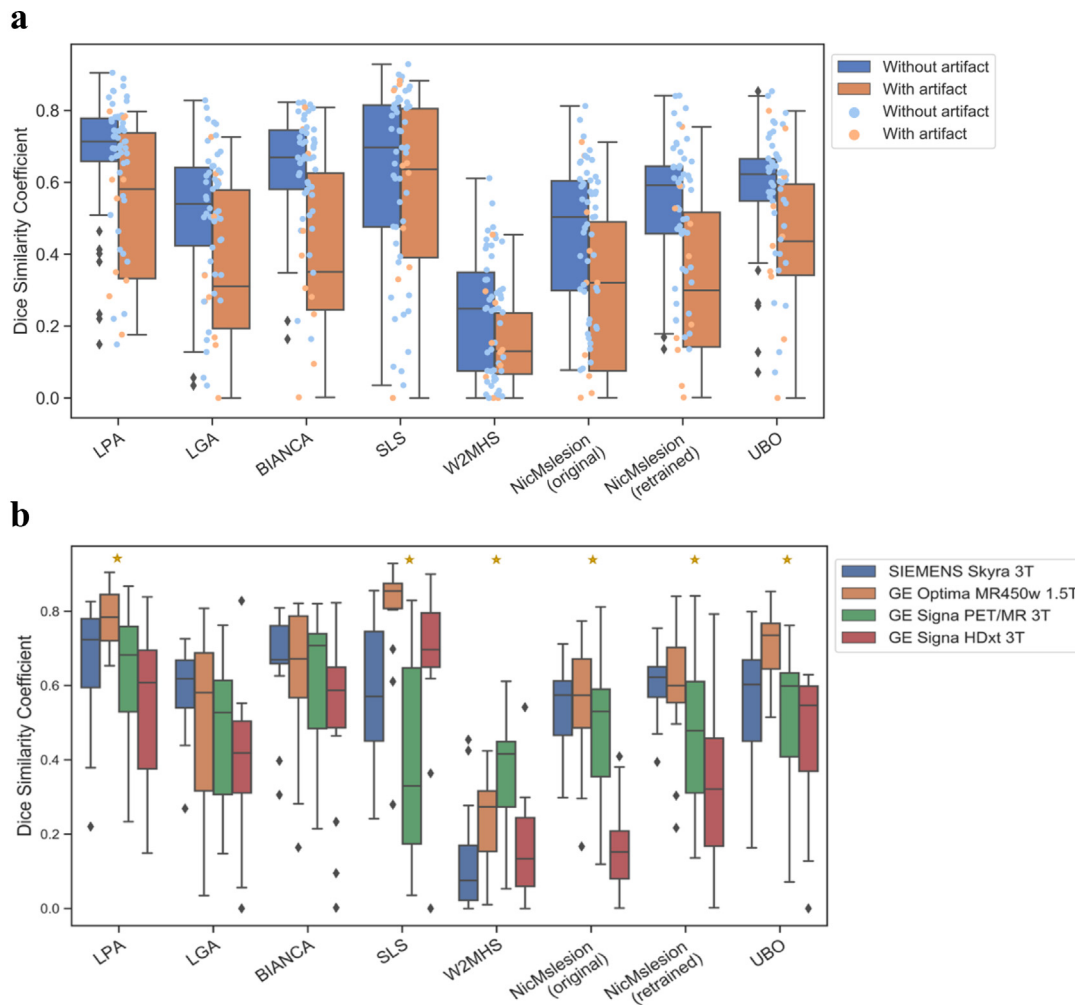 a
Dice Similarity Coefficient
0.8
0.6
0.4
0.2
0.0
LPA
LGA
BIANCA
SLS
W2MHS
NicMslesion
(original)
NicMslesion
(retrained)
UBO
Without artifact
With artifact
Without artifact
With artifact
b
Dice Similarity Coefficient
0.8
0.6
0.4
0.2
0.0
LPA
LGA
BIANCA
SLS
W2MHS
NicMslesion
(original)
NicMslesion
(retrained)
UBO
SIEMENS Skyra 3T
GE Optima MR450w 1.5T
GE Signa PET/MR 3T
GE Signa HDxt 3T